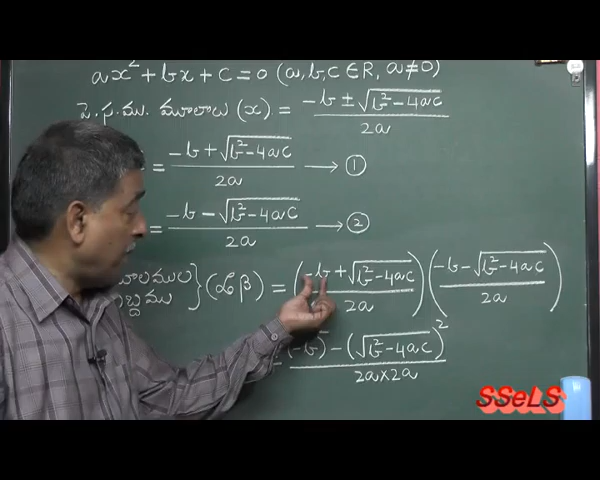 ax² + bx + c = 0 (a, b, c ∈ R, a ≠ 0)
పై. స. ము. మూలాలు (x) = (-b ± √(b² - 4ac)) / 2a
= (-b + √(b² - 4ac)) / 2a → ①
= (-b - √(b² - 4ac)) / 2a → ②
} (αβ) = ((-b + √(b² - 4ac)) / 2a) ((-b - √(b² - 4ac)) / 2a)
= ((-b)² - (√(b² - 4ac))²) / (2a × 2a)
SSeLS